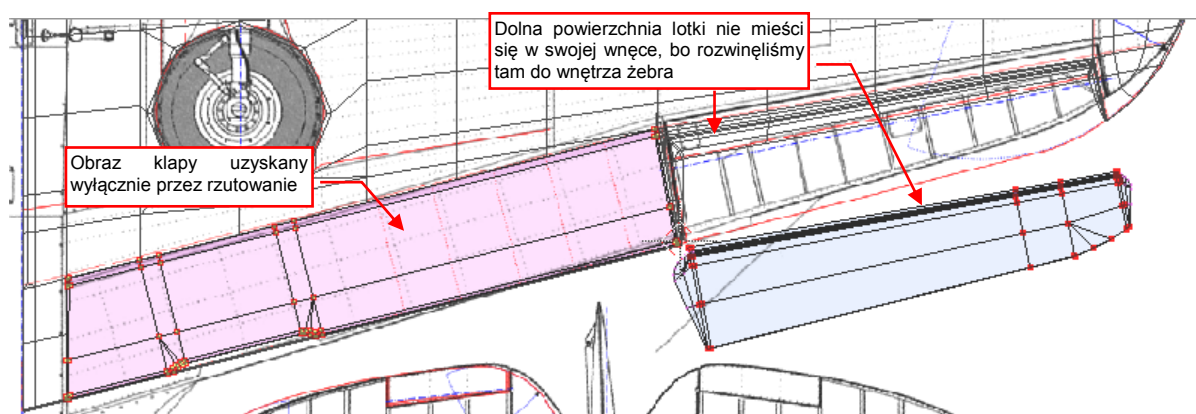 Dolna powierzchnia lotki nie mieści
się w swojej wnęce, bo rozwinęliśmy
tam do wnętrza żebra
Obraz klapy uzyskany
wyłącznie przez rzutowanie